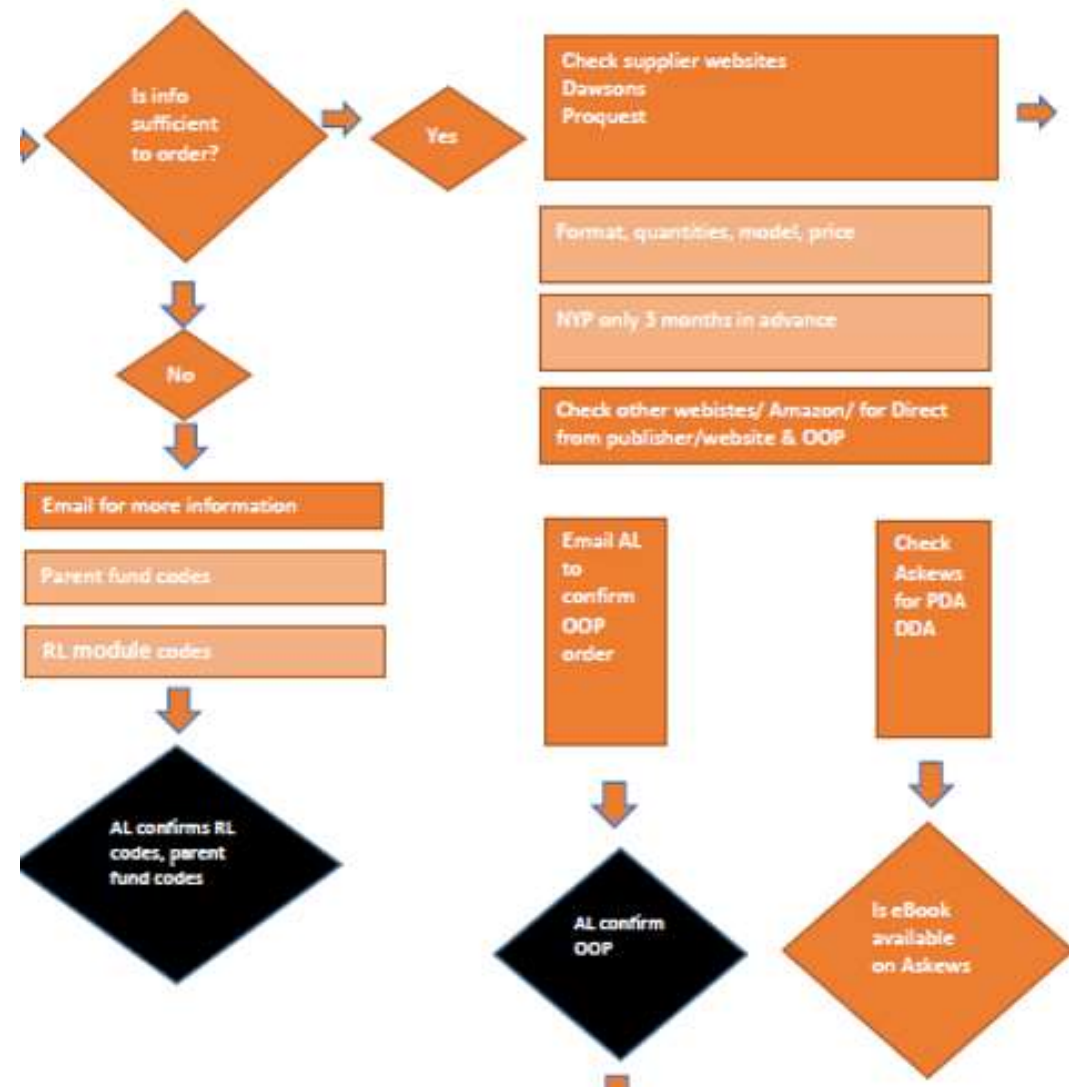 Is info
sufficient
to order?
Yes
Check supplier websites
Dawsons
Proquest
Format, quantities, model, price
NYP only 3 months in advance
Check other webistes/ Amazon/ for Direct
from publisher/website & OOP
No
Email for more information
Parent fund codes
RL module codes
AL confirms RL
codes, parent
fund codes
Email AL
to
confirm
OOP
order
AL confirm
OOP
Check
Askews
for PDA
DDA
Is eBook
available
on Askews